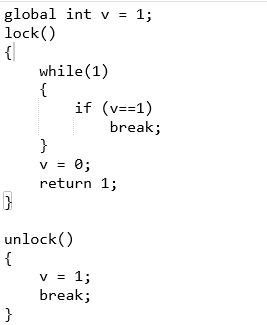 global int v = 1;
lock()
{
    while(1)
    {
        if (v==1)
            break;
    }
    v = 0;
    return 1;
}

unlock()
{
    v = 1;
    break;
}